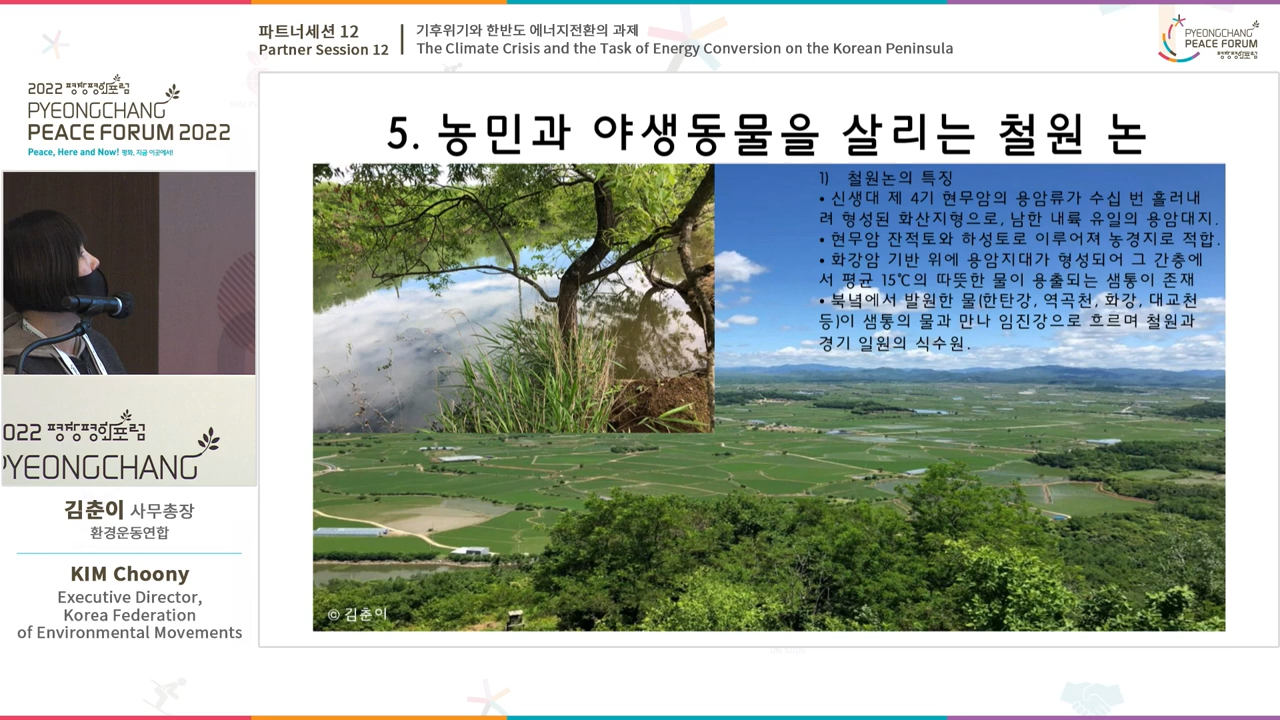 파트너세션 12
Partner Session 12
기후위기와 한반도 에너지전환의 과제
The Climate Crisis and the Task of Energy Conversion on the Korean Peninsula
PYEONGCHANG
PEACE FORUM
평창평화포럼
2022 평창평화포럼
PYEONGCHANG
PEACE FORUM 2022
Peace, Here and Now! 평화, 지금 이곳에서!
5. 농민과 야생동물을 살리는 철원 논
1) 철원논의 특징
• 신생대 제 4기 현무암의 용암류가 수십 번 흘러내
려 형성된 화산지형으로, 남한 내륙 유일의 용암대지.
• 현무암 잔적토와 하성토로 이루어져 농경지로 적합.
• 화강암 기반 위에 용암지대가 형성되어 그 간층에
서 평균 15℃의 따뜻한 물이 용출되는 샘통이 존재
• 북녘에서 발원한 물(한탄강, 역곡천, 화강, 대교천
등)이 샘통의 물과 만나 임진강으로 흐르며 철원과
경기 일원의 식수원.
@ 김춘이
022 평창평화포럼
PYEONGCHANG
김춘이 사무총장
환경운동연합
KIM Choony
Executive Director,
Korea Federation
of Environmental Movements